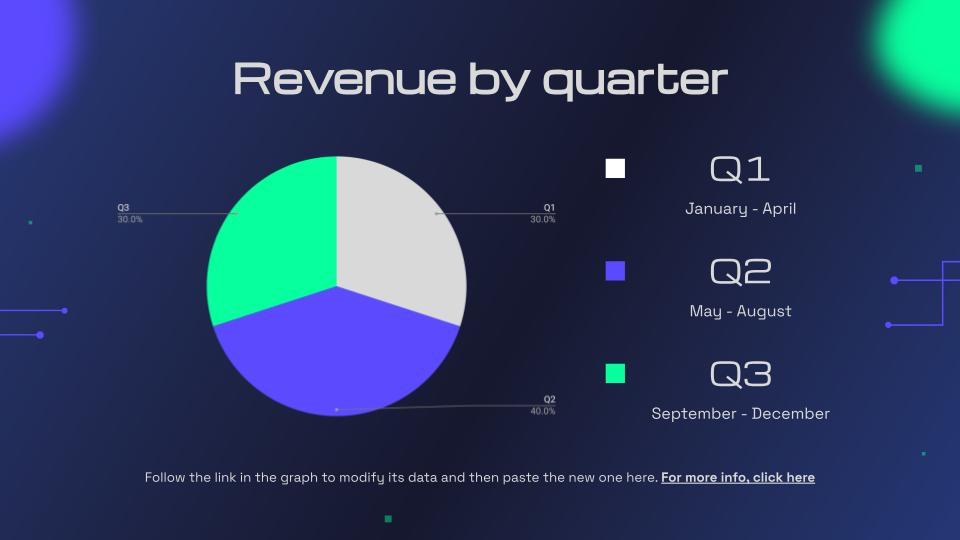 Revenue by quarter
Q3
30.0%
Q1
30.0%
Q2
40.0%
Q1
January - April
Q2
May - August
Q3
September - December
Follow the link in the graph to modify its data and then paste the new one here. For more info, click here